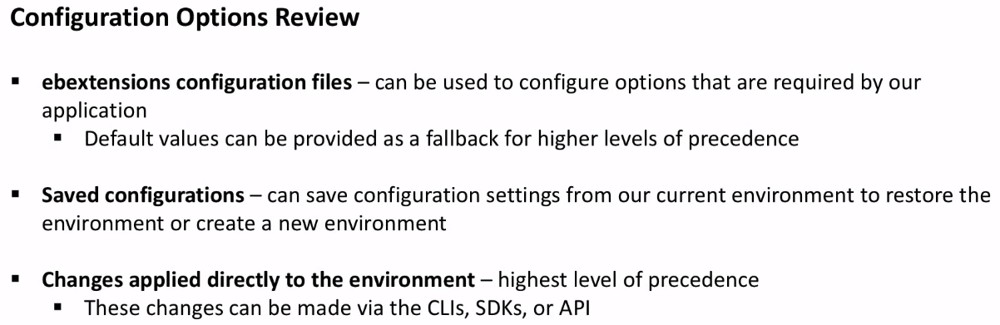 Configuration Options Review
▪ ebextensions configuration files – can be used to configure options that are required by our
application
▪ Default values can be provided as a fallback for higher levels of precedence
▪ Saved configurations – can save configuration settings from our current environment to restore the
environment or create a new environment
▪ Changes applied directly to the environment – highest level of precedence
▪ These changes can be made via the CLIs, SDKs, or API